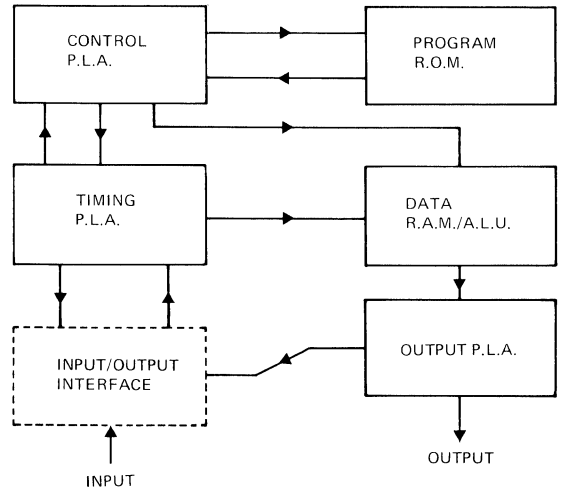 CONTROL
P.L.A.
PROGRAM
R.O.M.
TIMING
P.L.A.
DATA
R.A.M./A.L.U.
INPUT/OUTPUT
INTERFACE
OUTPUT P.L.A.
INPUT
OUTPUT